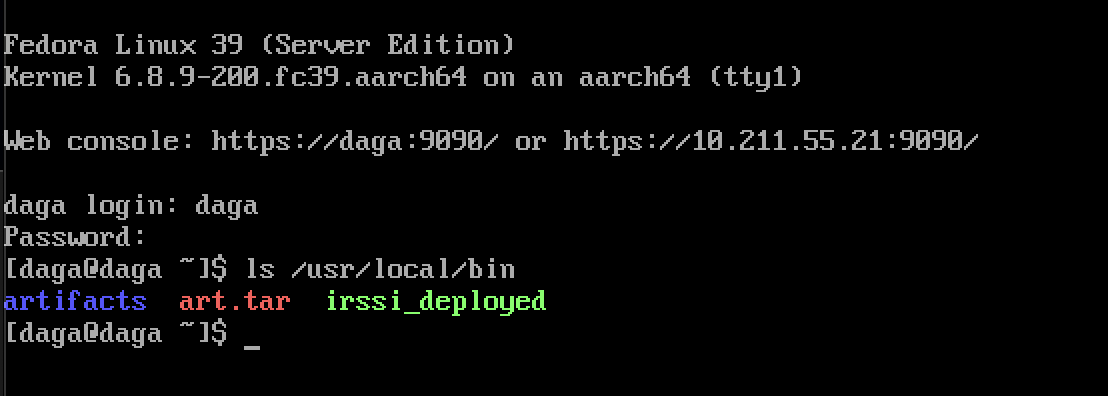 Fedora Linux 39 (Server Edition)
Kernel 6.8.9-200.fc39.aarch64 on an aarch64 (tty1)
Web console: https://daga:9090/ or https://10.211.55.21:9090/
daga login: daga
Password:
[daga@daga ~]$ ls /usr/local/bin
artifacts  art.tar  irssi_deployed
[daga@daga ~]$ _